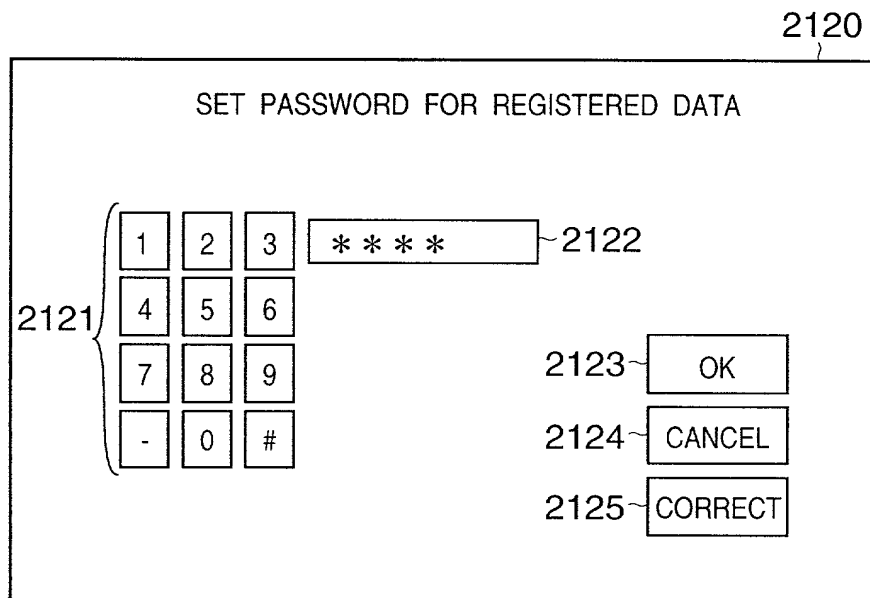 2120
SET PASSWORD FOR REGISTERED DATA
1 2 3 **** 2122
2121 4 5 6
7 8 9 2123 OK
- 0 # 2124 CANCEL
2125 CORRECT